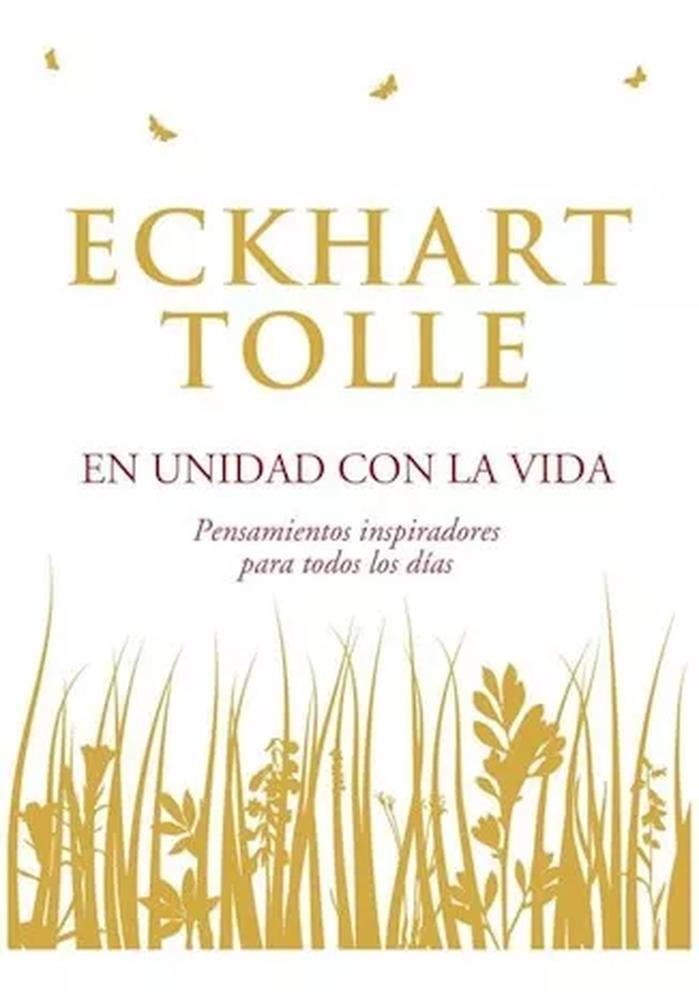 ECKHART
TOLLE
EN UNIDAD CON LA VIDA
Pensamientos inspiradores
para todos los días